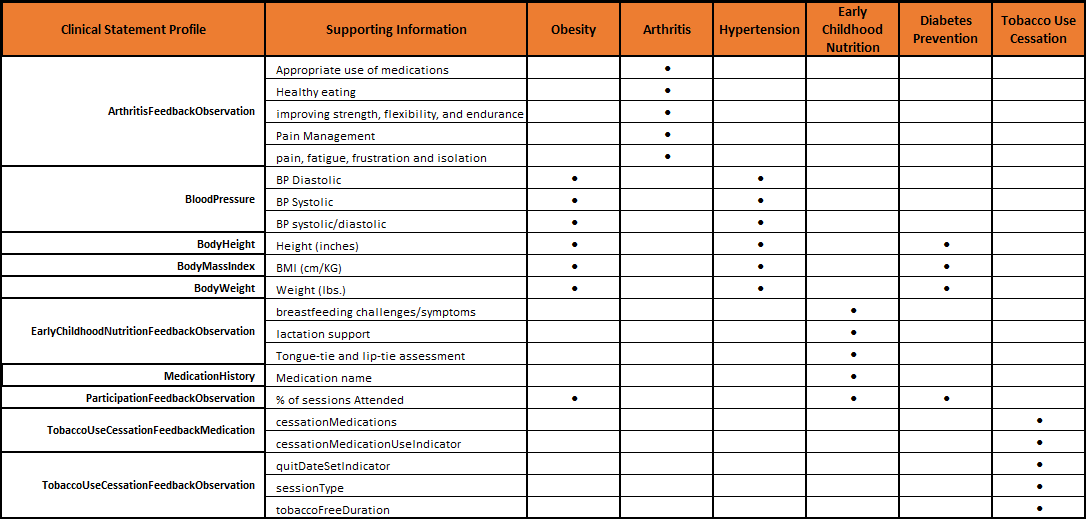 Clinical Statement Profile Supporting Information Obesity Arthritis Hypertension Early Childhood Nutrition Diabetes Prevention Tobacco Use Cessation
ArthritisFeedbackObservation Appropriate use of medications •
Healthy eating •
improving strength, flexibility, and endurance •
Pain Management •
pain, fatigue, frustration and isolation •
BloodPressure BP Diastolic • •
BP Systolic • •
BP systolic/diastolic • •
BodyHeight Height (inches) • • •
BodyMassIndex BMI (cm/KG) • • •
BodyWeight Weight (lbs.) • • •
EarlyChildhoodNutritionFeedbackObservation breastfeeding challenges/symptoms •
lactation support •
Tongue-tie and lip-tie assessment •
MedicationHistory Medication name •
ParticipationFeedbackObservation % of sessions Attended • • •
TobaccoUseCessationFeedbackMedication cessationMedications •
cessationMedicationUseIndicator •
TobaccoUseCessationFeedbackObservation quitDateSetIndicator •
sessionType •
tobaccoFreeDuration •